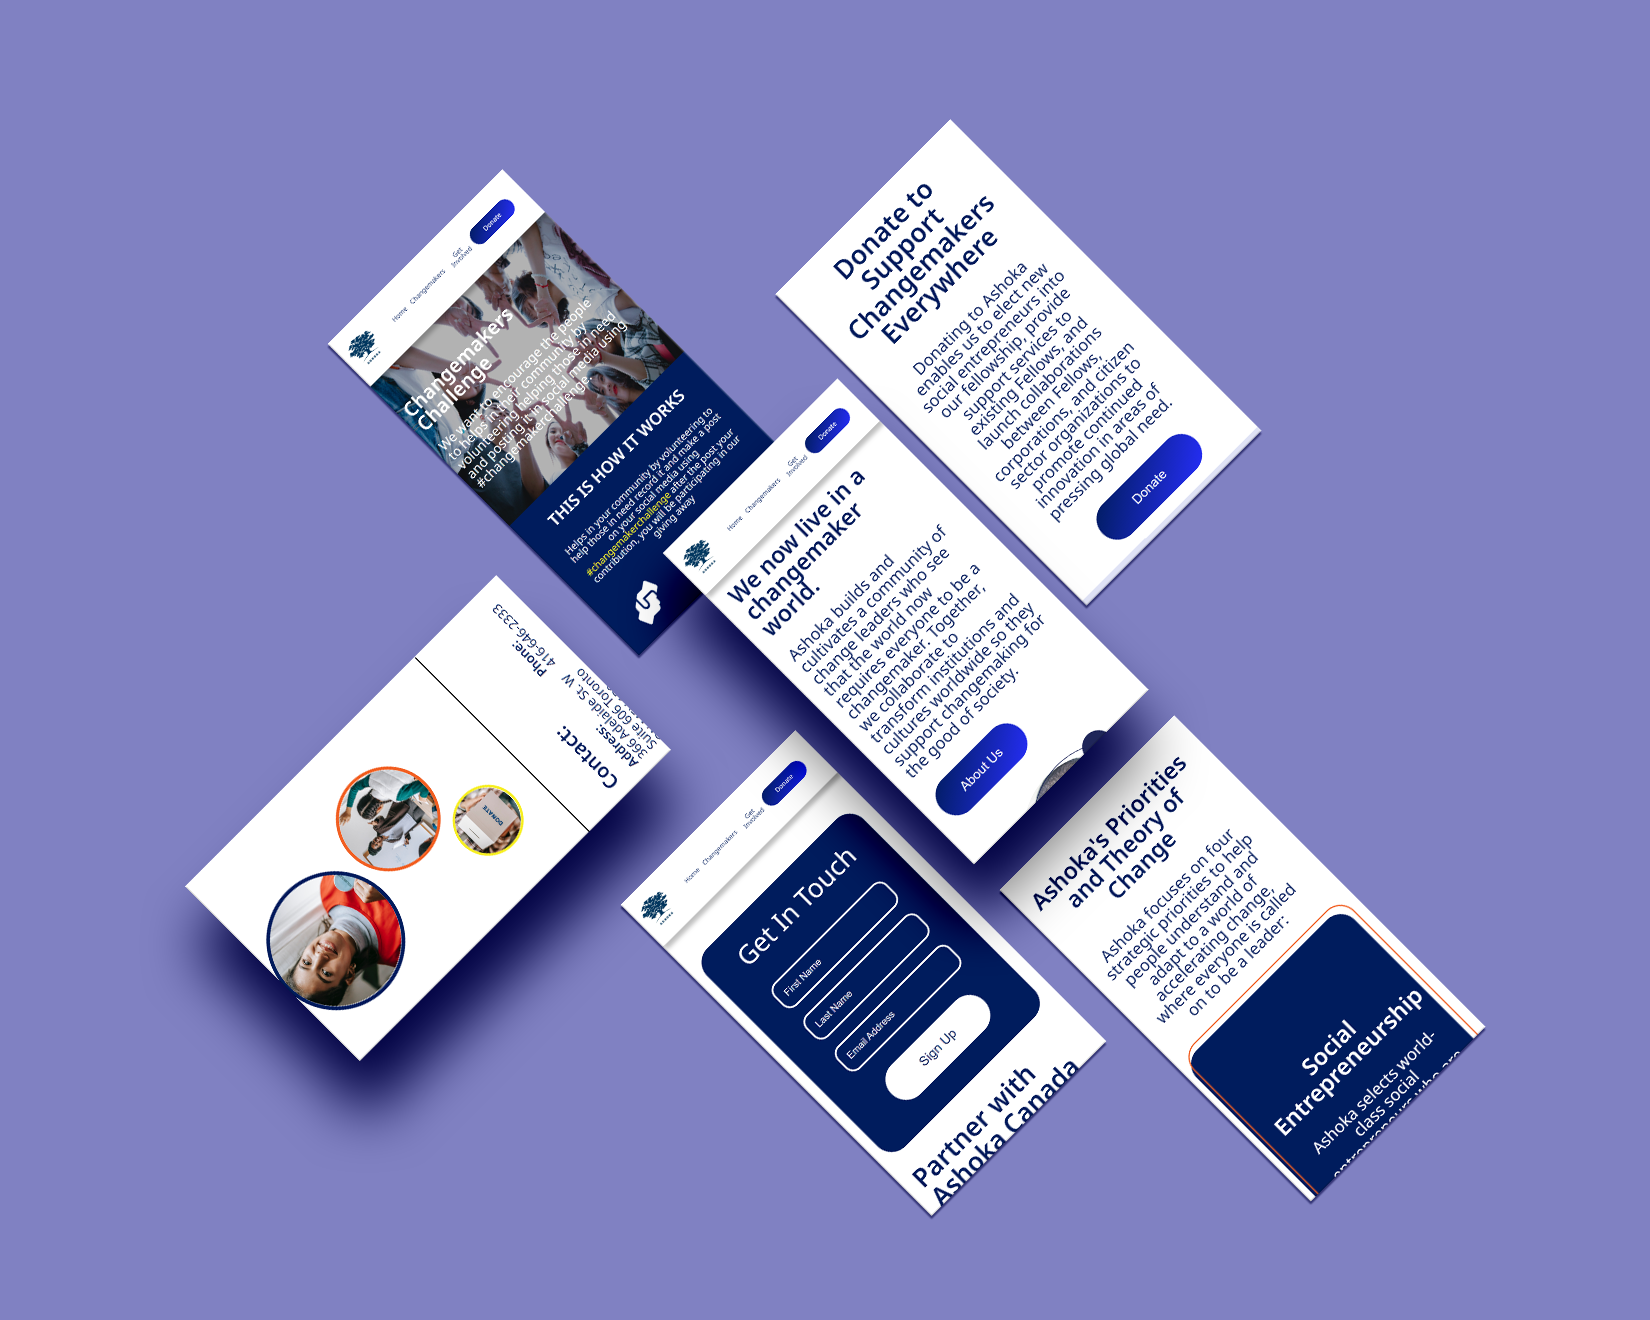 Home
Changemakers
Get
Involved
Donate
ASHOKA
Changemakers
Challenge
We want to encourage the people
to helps in their community by
volunteering helping those in need
and posting it in social media using
#changemakerchallenge.
THIS IS HOW IT WORKS
Helps in your community by volunteering to
help those in need record it and make a post
on your social media using
#changemakerchallenge after the post your
contribution, you will be participating in our
giving away
Donate to
Support
Changemakers
Everywhere
Donating to Ashoka
enables us to elect new
social entrepreneurs into
our fellowship, provide
support services to
existing Fellows, and
launch collaborations
between Fellows,
corporations, and citizen
sector organizations to
promote continued
innovation in areas of
pressing global need.
Donate
Home
Changemakers
Get
Involved
Donate
ASHOKA
We now live in a
changemaker
world.
Ashoka builds and
cultivates a community of
change leaders who see
that the world now
requires everyone to be a
changemaker. Together,
we collaborate to
transform institutions and
cultures worldwide so they
support changemaking for
the good of society.
About Us
Contact:
Address:
366 Adelaide St. W
Suite 606 Toronto
Phone:
416-646-2333
DONATE
Home
Changemakers
Get
Involved
Donate
ASHOKA
Get In Touch
First Name
Last Name
Email Address
Sign Up
Partner with
Ashoka Canada
Ashoka's Priorities
and Theory of
Change
Ashoka focuses on four
strategic priorities to help
people understand and
adapt to a world of
accelerating change,
where everyone is called
on to be a leader:
Social
Entrepreneurship
Ashoka selects world-
class social
entrepreneurs who are